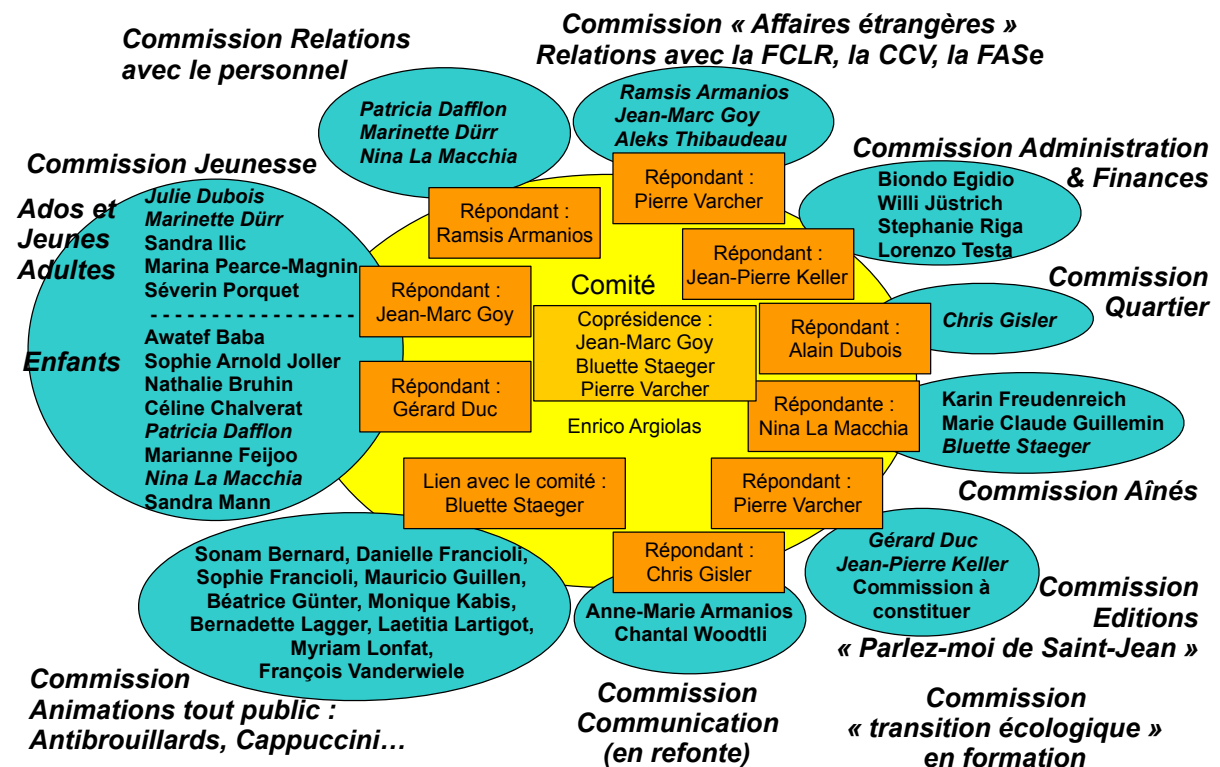 Commission Relations
avec le personnel
Commission « Affaires étrangères »
Relations avec la FCLR, la CCV, la FASe
Patricia Dafflon
Marinette Dürr
Nina La Macchia
Ramsis Armanios
Jean-Marc Goy
Aleks Thibaudeau
Commission Jeunesse
Ados et
Jeunes
Adultes
Julie Dubois
Marinette Dürr
Sandra Ilic
Marina Pearce-Magnin
Séverin Porquet
- - - - - - - - - - - - - - - - - -
Enfants
Awatef Baba
Sophie Arnold Joller
Nathalie Bruhin
Céline Chalverat
Patricia Dafflon
Marianne Feijoo
Nina La Macchia
Sandra Mann
Répondant :
Ramsis Armanios
Répondant :
Pierre Varcher
Commission Administration
& Finances
Biondo Egidio
Willi Jüstrich
Stephanie Riga
Lorenzo Testa
Répondant :
Jean-Pierre Keller
Répondant :
Jean-Marc Goy
Comité
Coprésidence :
Jean-Marc Goy
Bluette Staeger
Pierre Varcher
Enrico Argiolas
Commission
Quartier
Chris Gisler
Répondant :
Alain Dubois
Répondant :
Gérard Duc
Répondante :
Nina La Macchia
Karin Freudenreich
Marie Claude Guillemin
Bluette Staeger
Commission Aînés
Lien avec le comité :
Bluette Staeger
Répondant :
Pierre Varcher
Gérard Duc
Jean-Pierre Keller
Commission à
constituer
Commission
Editions
« Parlez-moi de Saint-Jean »
Répondant :
Chris Gisler
Anne-Marie Armanios
Chantal Woodtli
Sonam Bernard, Danielle Francioli,
Sophie Francioli, Mauricio Guillen,
Béatrice Günter, Monique Kabis,
Bernadette Lagger, Laetitia Lartigot,
Myriam Lonfat,
François Vanderwiele
Commission
Animations tout public :
Antibrouillards, Cappuccini…
Commission
Communication
(en refonte)
Commission
« transition écologique »
en formation